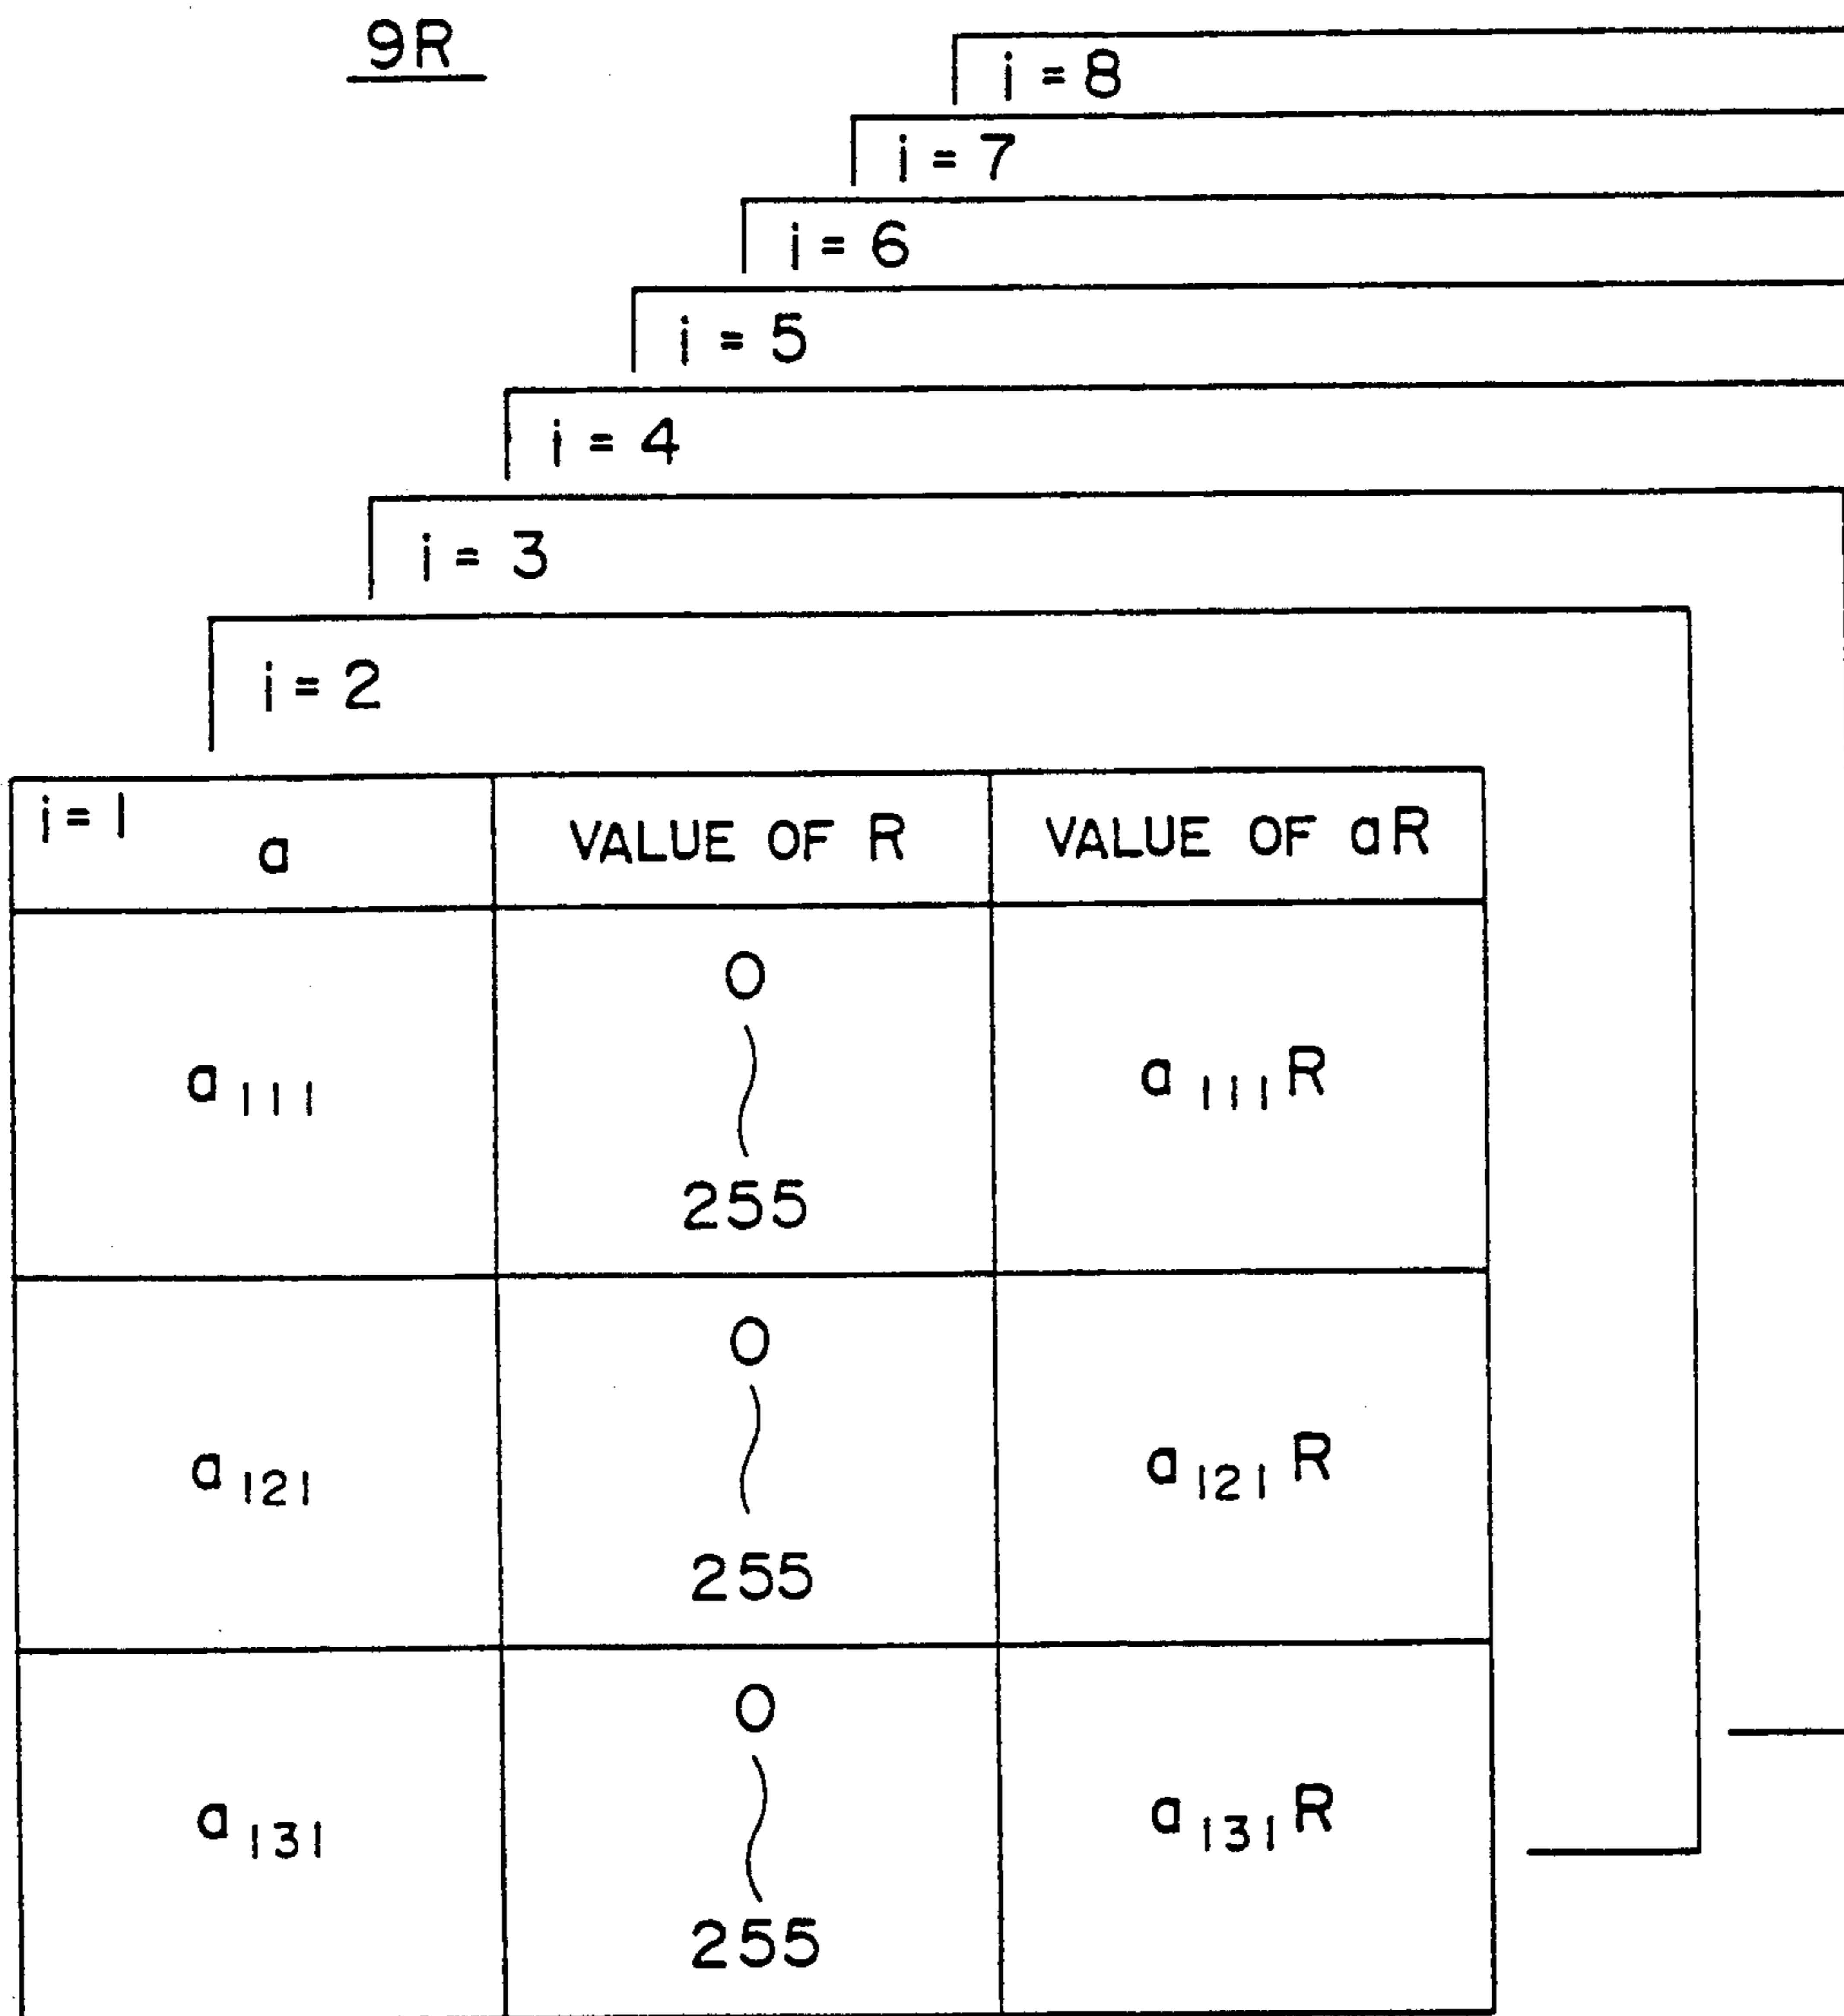 9R
i = 8
i = 7
i = 6
i = 5
i = 4
i = 3
i = 2
i = 1
a VALUE OF R VALUE OF aR
0
a111 a111R
255
0
a121 a121R
255
0
a131 a131R
255